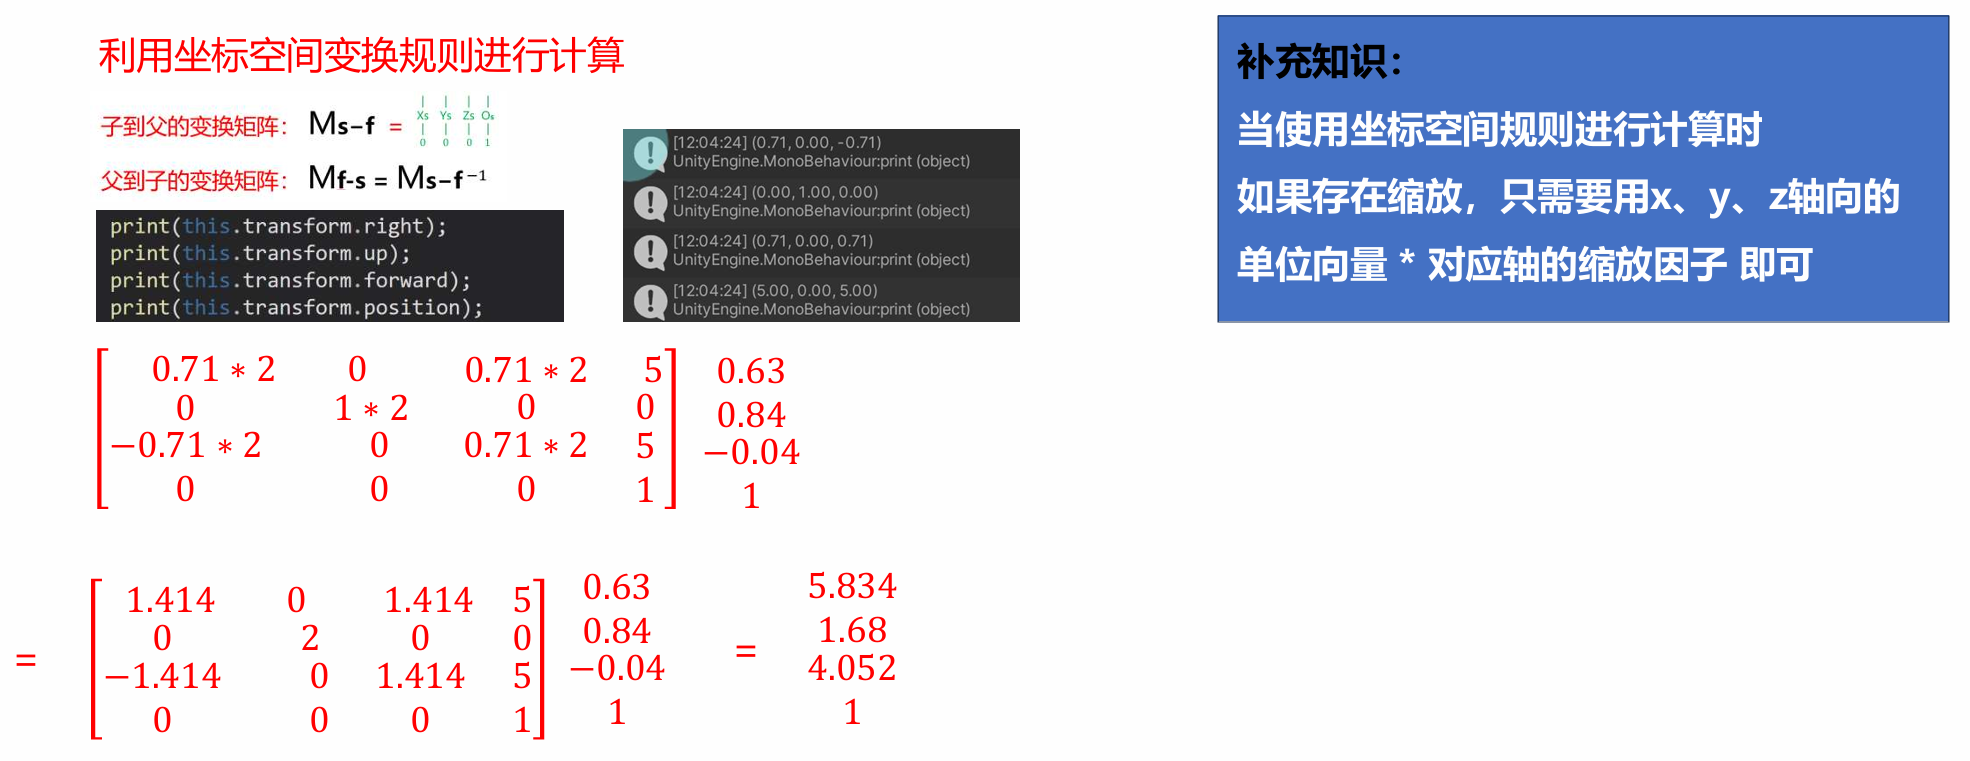 利用坐标空间变换规则进行计算
子到父的变换矩阵： Ms-f =
| | | |
Xs Ys Zs Os
| | | |
0 0 0 1
父到子的变换矩阵： Mf-s = Ms-f⁻¹
print(this.transform.right);
print(this.transform.up);
print(this.transform.forward);
print(this.transform.position);
[12:04:24] (0.71, 0.00, -0.71)
UnityEngine.MonoBehaviour:print (object)
[12:04:24] (0.00, 1.00, 0.00)
UnityEngine.MonoBehaviour:print (object)
[12:04:24] (0.71, 0.00, 0.71)
UnityEngine.MonoBehaviour:print (object)
[12:04:24] (5.00, 0.00, 5.00)
UnityEngine.MonoBehaviour:print (object)
补充知识：
当使用坐标空间规则进行计算时
如果存在缩放，只需要用x、y、z轴向的
单位向量 * 对应轴的缩放因子 即可
0.71 ∗ 2 0 0.71 ∗ 2 5 0.63
0 1 ∗ 2 0 0 0.84
−0.71 ∗ 2 0 0.71 ∗ 2 5 −0.04
0 0 0 1 1
1.414 0 1.414 5 0.63 5.834
0 2 0 0 0.84 1.68
= −1.414 0 1.414 5 −0.04 = 4.052
0 0 0 1 1 1